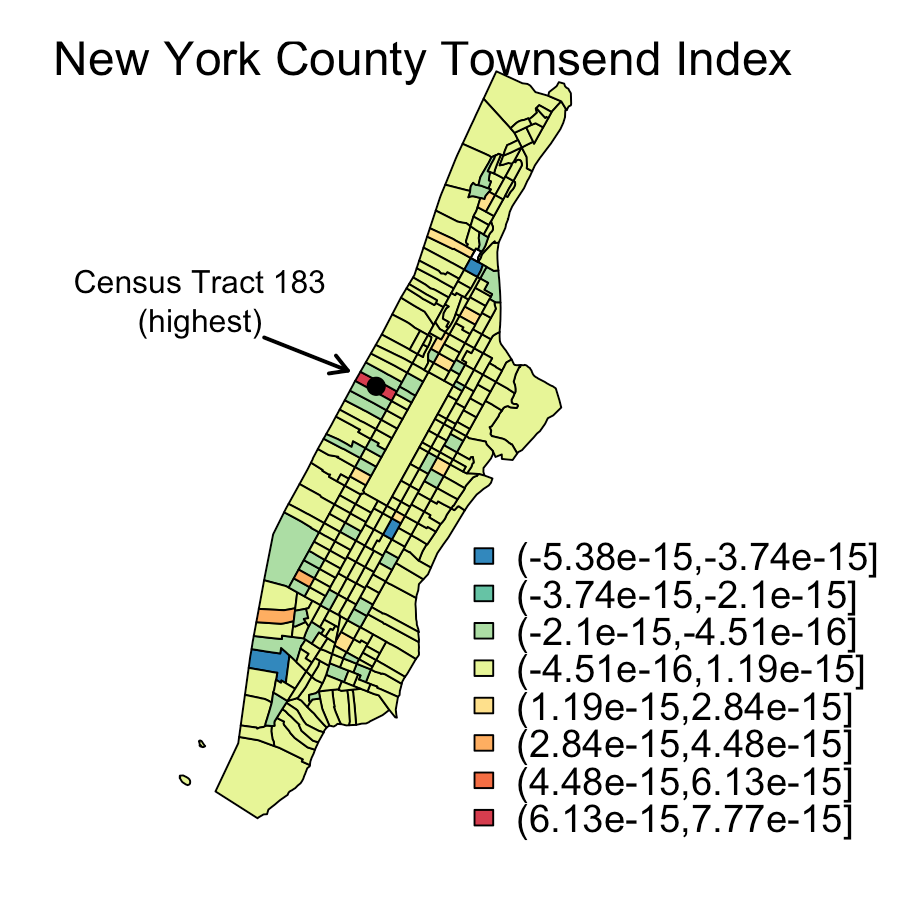 New York County Townsend Index
Census Tract 183
(highest)
(-5.38e-15,-3.74e-15]
(-3.74e-15,-2.1e-15]
(-2.1e-15,-4.51e-16]
(-4.51e-16,1.19e-15]
(1.19e-15,2.84e-15]
(2.84e-15,4.48e-15]
(4.48e-15,6.13e-15]
(6.13e-15,7.77e-15]